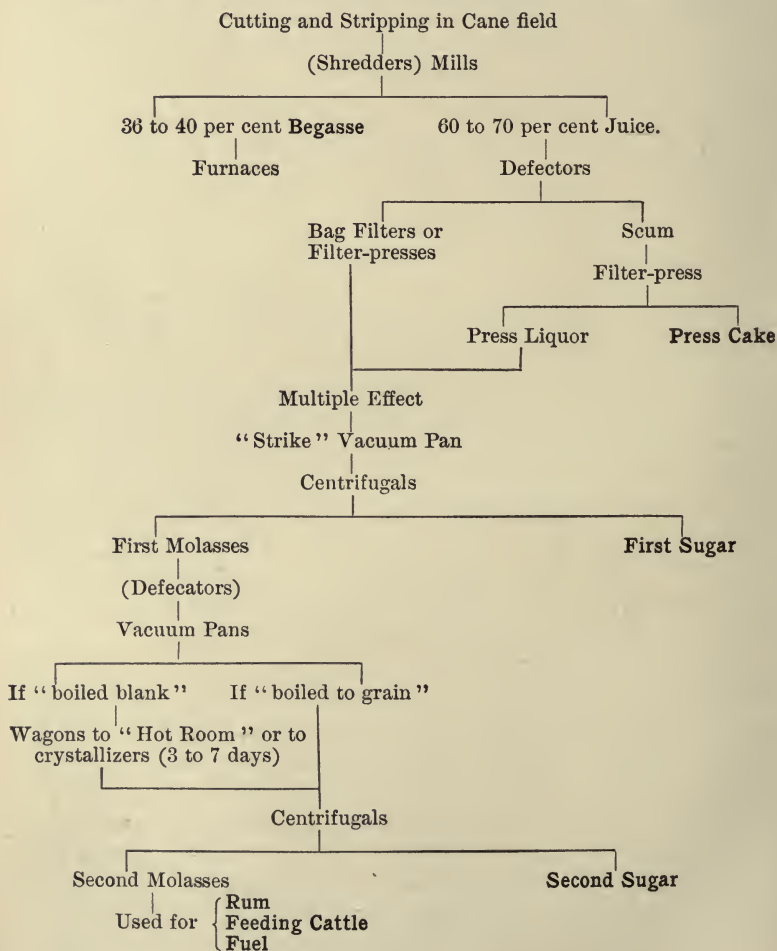 Cutting and Stripping in Cane field
(Shredders) Mills
36 to 40 per cent Begasse
60 to 70 per cent Juice.
Furnaces
Defectors
Bag Filters or
Filter-presses
Scum
Filter-press
Press Liquor
Press Cake
Multiple Effect
“Strike” Vacuum Pan
Centrifugals
First Molasses
First Sugar
(Defecators)
Vacuum Pans
If “boiled blank”
If “boiled to grain”
Wagons to “Hot Room” or to
crystallizers (3 to 7 days)
Centrifugals
Second Molasses
Second Sugar
Used for
Rum
Feeding Cattle
Fuel